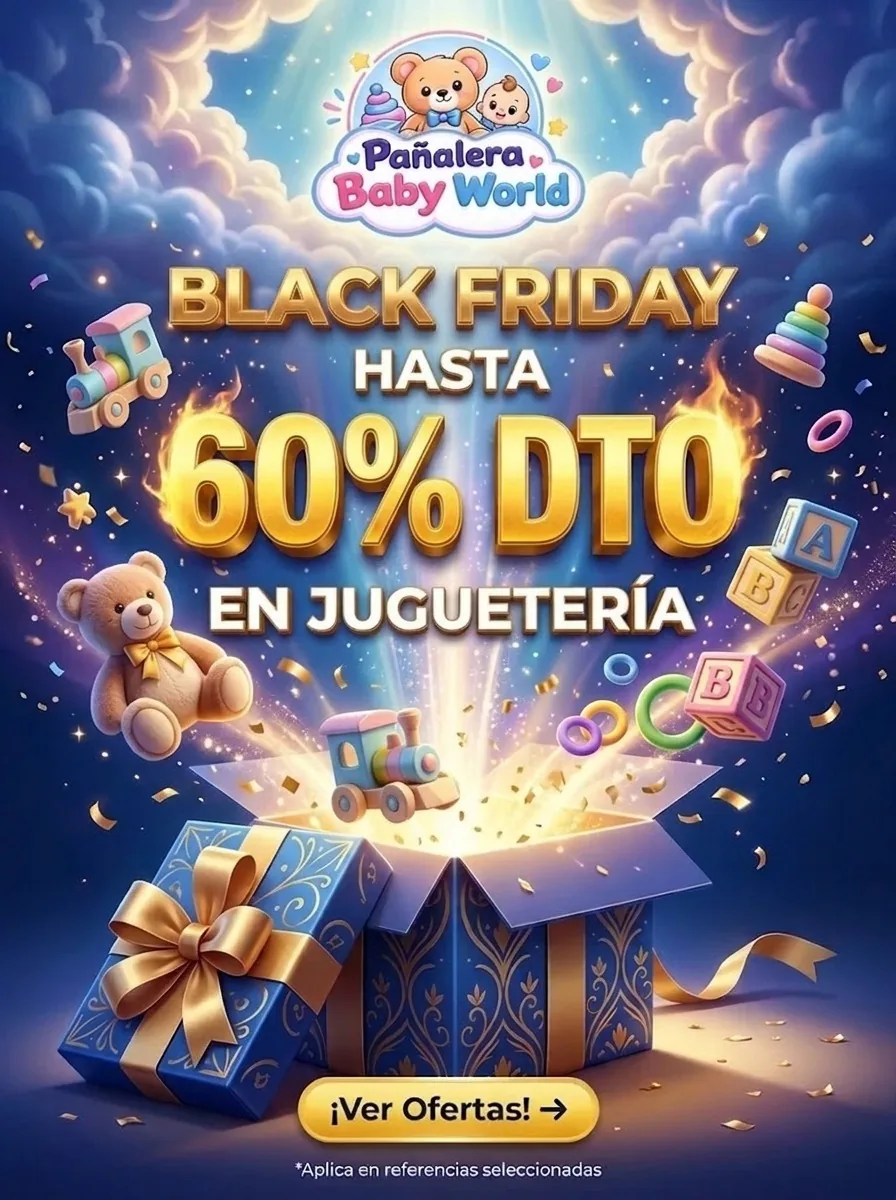 Pañalera
Baby World
BLACK FRIDAY
HASTA
60% DTO
EN JUGUETERÍA
A
B
C
B
B
¡Ver Ofertas! →
*Aplica en referencias seleccionadas